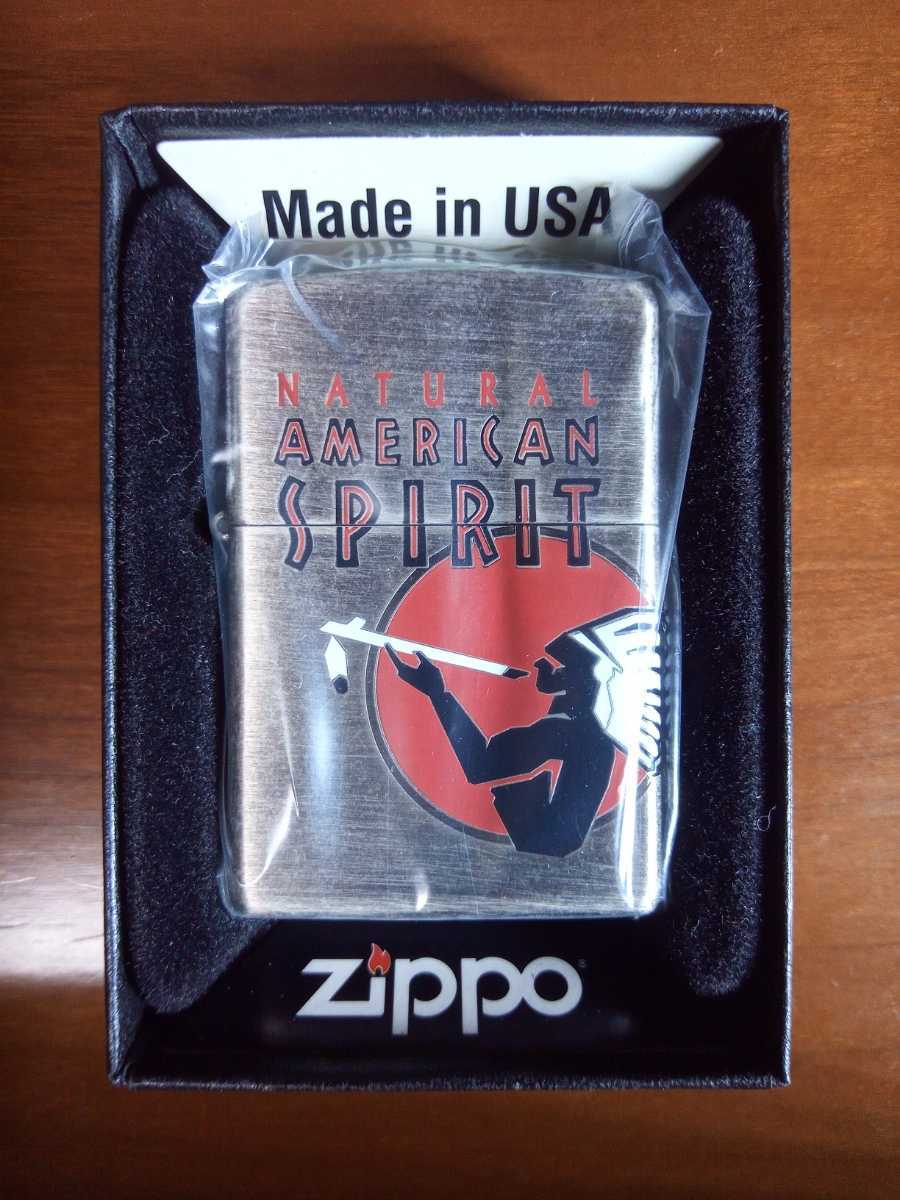 Made in USA
NATURAL
AMERICAN
SPIRIT
zippo®